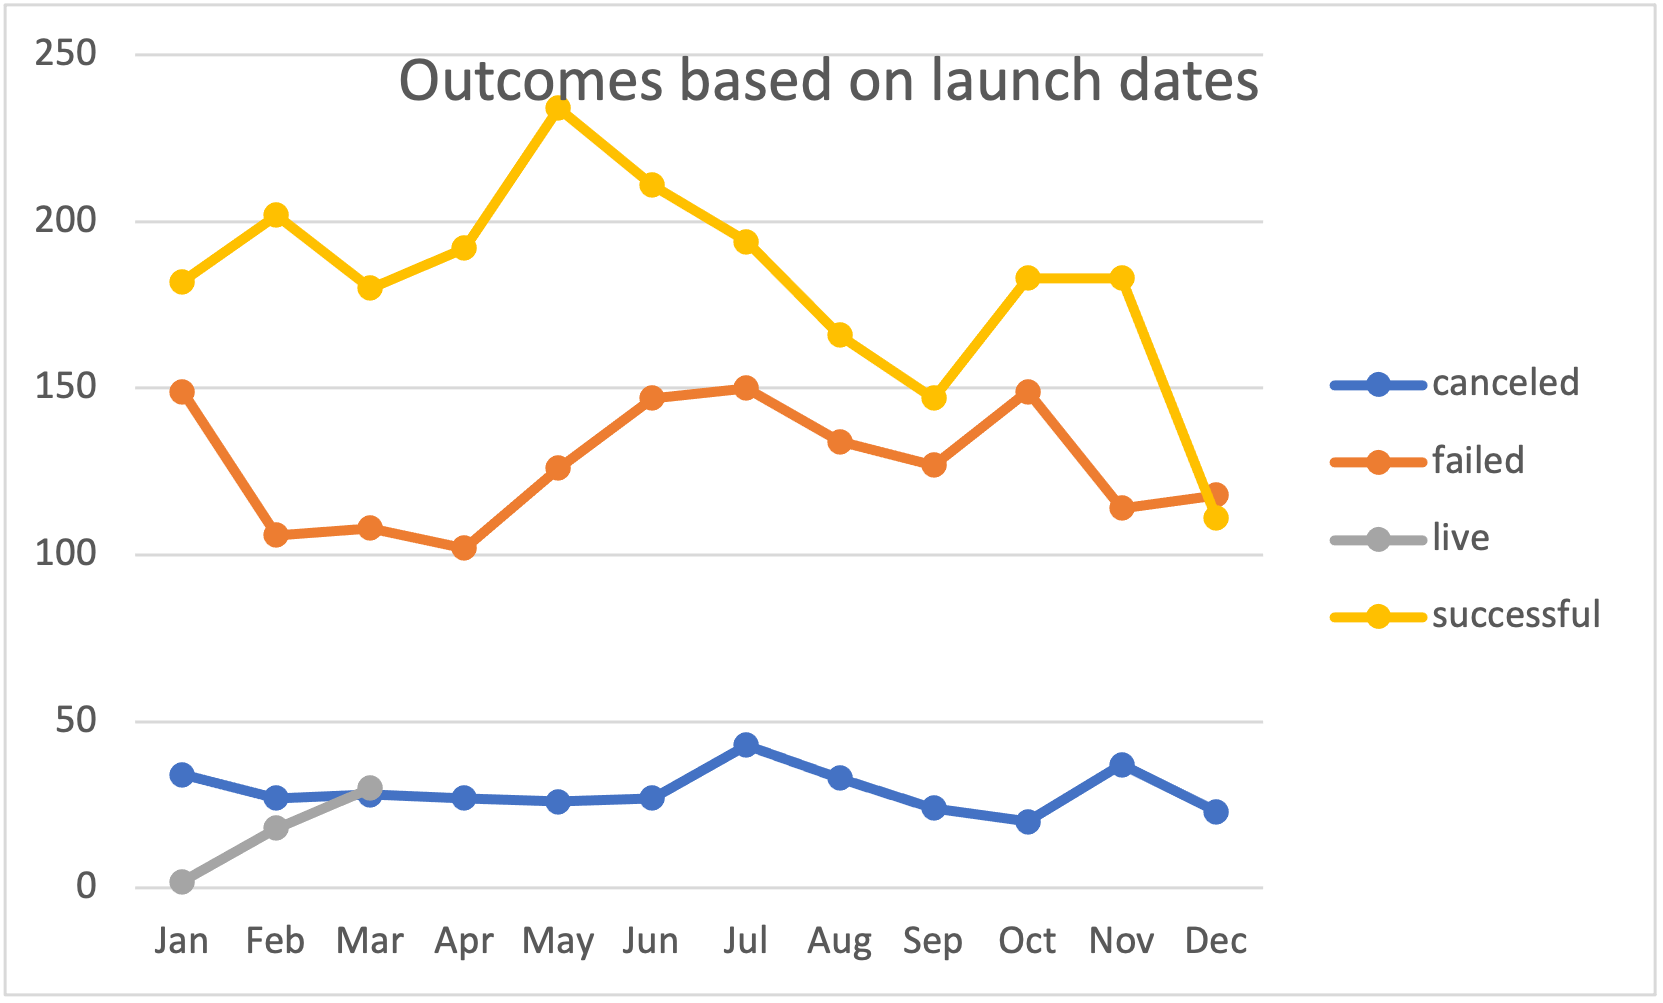 Outcomes based on launch dates
250
200
150
100
50
0
Jan Feb Mar Apr May Jun Jul Aug Sep Oct Nov Dec
canceled
failed
live
successful